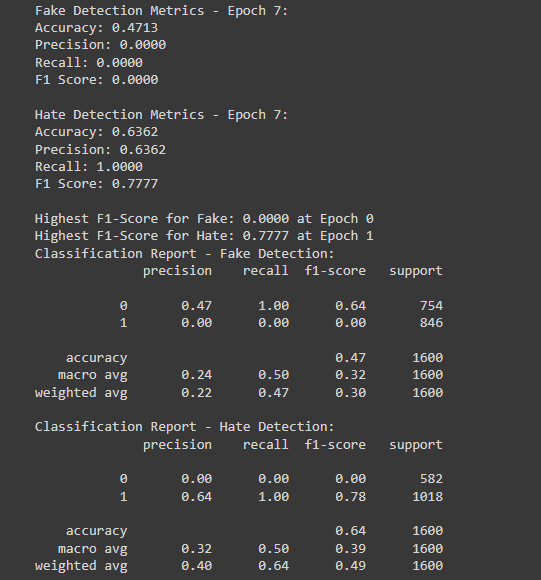 Fake Detection Metrics - Epoch 7:
Accuracy: 0.4713
Precision: 0.0000
Recall: 0.0000
F1 Score: 0.0000
Hate Detection Metrics - Epoch 7:
Accuracy: 0.6362
Precision: 0.6362
Recall: 1.0000
F1 Score: 0.7777
Highest F1-Score for Fake: 0.0000 at Epoch 0
Highest F1-Score for Hate: 0.7777 at Epoch 1
Classification Report - Fake Detection:
precision recall f1-score support
0 0.47 1.00 0.64 754
1 0.00 0.00 0.00 846
accuracy 0.47 1600
macro avg 0.24 0.50 0.32 1600
weighted avg 0.22 0.47 0.30 1600
Classification Report - Hate Detection:
precision recall f1-score support
0 0.00 0.00 0.00 582
1 0.64 1.00 0.78 1018
accuracy 0.64 1600
macro avg 0.32 0.50 0.39 1600
weighted avg 0.40 0.64 0.49 1600